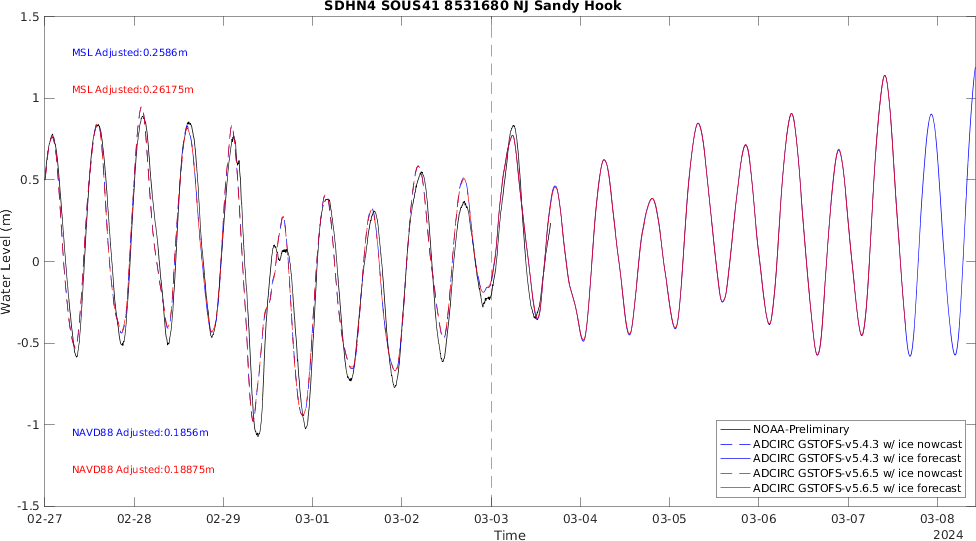 SDHN4 SOUS41 8531680 NJ Sandy Hook
1.5
MSL Adjusted:0.2586m
MSL Adjusted:0.26175m
1
0.5
0
-0.5
-1
-1.5
Water Level (m)
NAVD88 Adjusted:0.1856m
NAVD88 Adjusted:0.18875m
NOAA-Preliminary
ADCIRC GSTOFS-v5.4.3 w/ ice nowcast
ADCIRC GSTOFS-v5.4.3 w/ ice forecast
ADCIRC GSTOFS-v5.6.5 w/ ice nowcast
ADCIRC GSTOFS-v5.6.5 w/ ice forecast
02-27 02-28 02-29 03-01 03-02 03-03 03-04 03-05 03-06 03-07 03-08
Time
2024